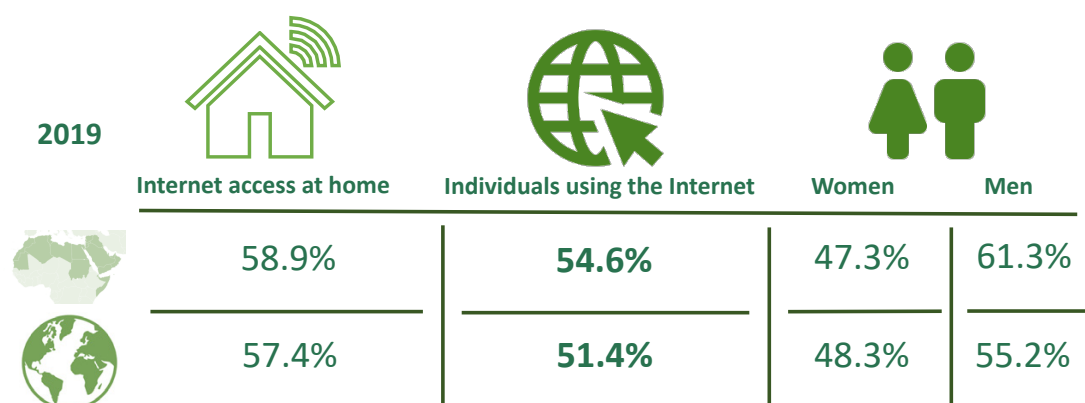 2019
Internet access at home Individuals using the Internet Women Men
58.9% 54.6% 47.3% 61.3%
57.4% 51.4% 48.3% 55.2%